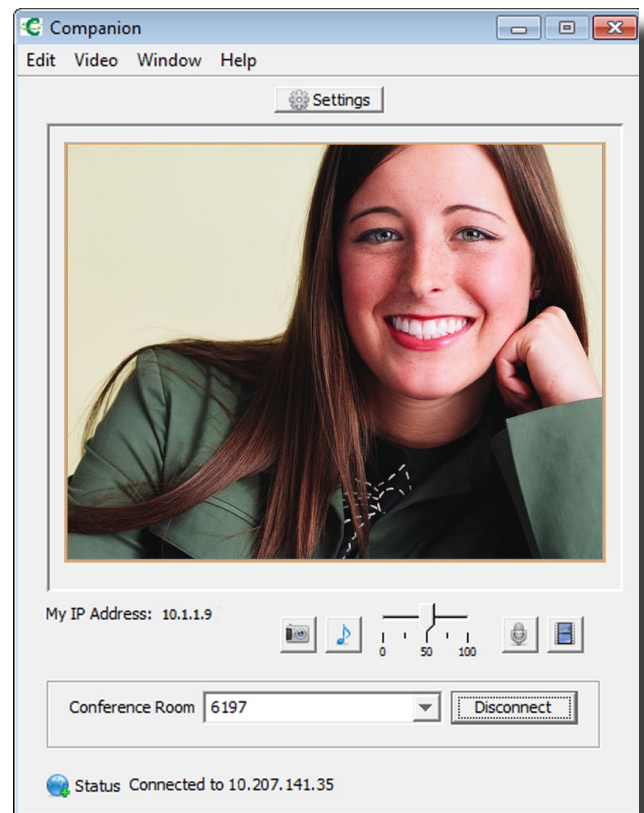 Companion
Edit Video Window Help
Settings
My IP Address: 10.1.1.9
0 50 100
Conference Room 6197 Disconnect
Status Connected to 10.207.141.35